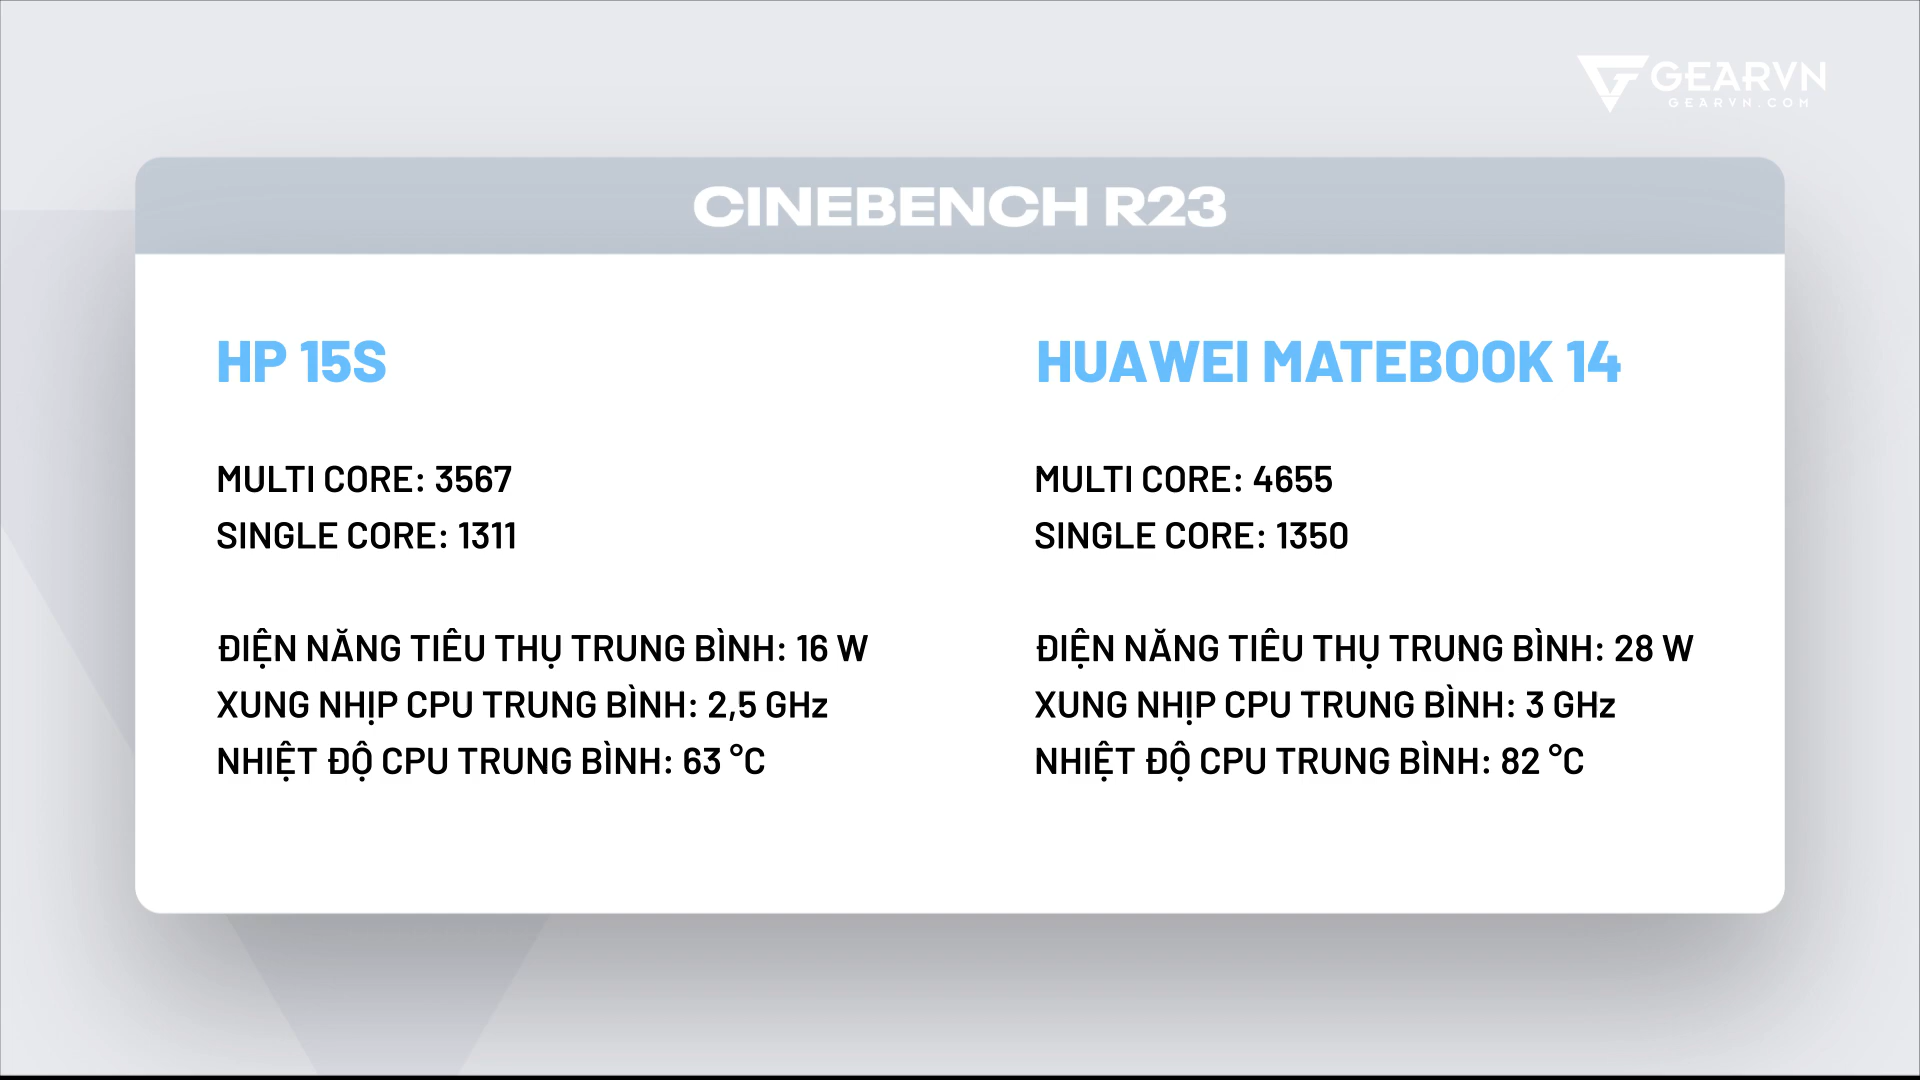 GEARVN
GEARVN.COM
CINEBENCH R23
HP 15S
MULTI CORE: 3567
SINGLE CORE: 1311
ĐIỆN NĂNG TIÊU THỤ TRUNG BÌNH: 16 W
XUNG NHỊP CPU TRUNG BÌNH: 2,5 GHz
NHIỆT ĐỘ CPU TRUNG BÌNH: 63 °C
HUAWEI MATEBOOK 14
MULTI CORE: 4655
SINGLE CORE: 1350
ĐIỆN NĂNG TIÊU THỤ TRUNG BÌNH: 28 W
XUNG NHỊP CPU TRUNG BÌNH: 3 GHz
NHIỆT ĐỘ CPU TRUNG BÌNH: 82 °C